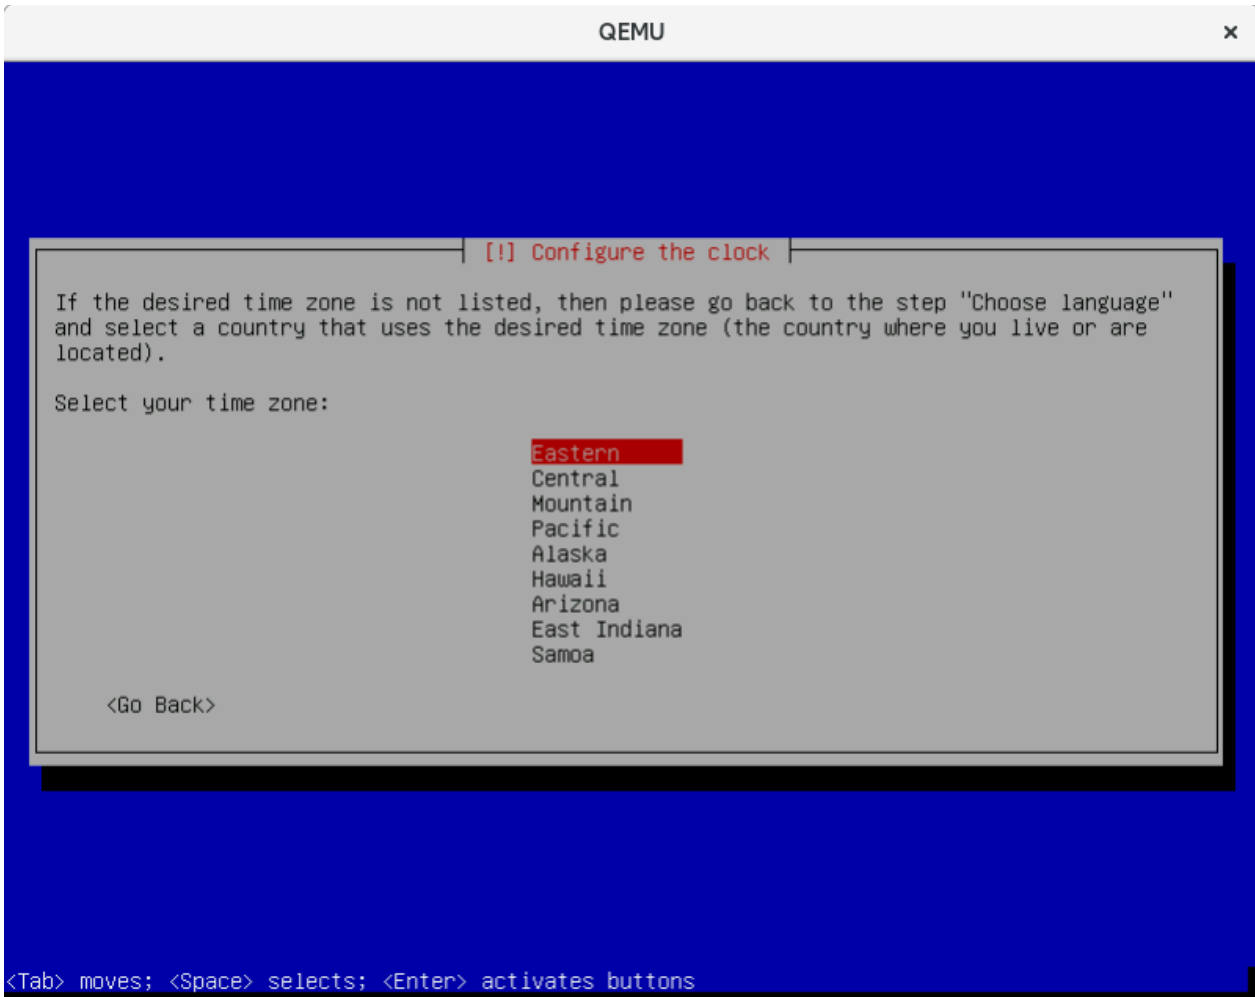 QEMU
×
[!] Configure the clock
If the desired time zone is not listed, then please go back to the step "Choose language"
and select a country that uses the desired time zone (the country where you live or are
located).
Select your time zone:
Eastern
Central
Mountain
Pacific
Alaska
Hawaii
Arizona
East Indiana
Samoa
<Go Back>
<Tab> moves; <Space> selects; <Enter> activates buttons